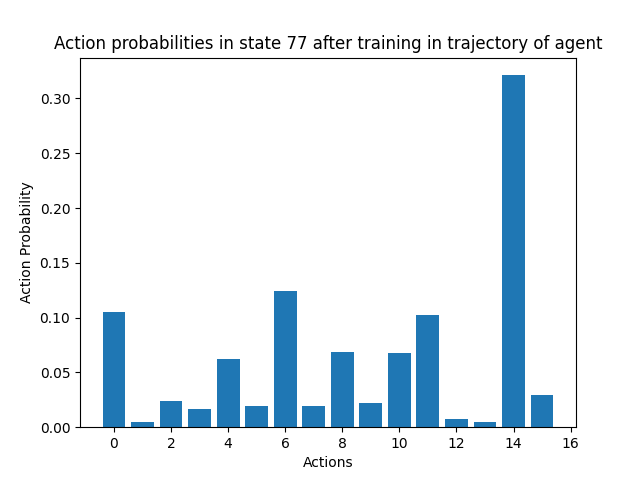 Action probabilities in state 77 after training in trajectory of agent
0.30
0.25
0.20
0.15
0.10
0.05
0.00
Action Probability
0 2 4 6 8 10 12 14 16
Actions